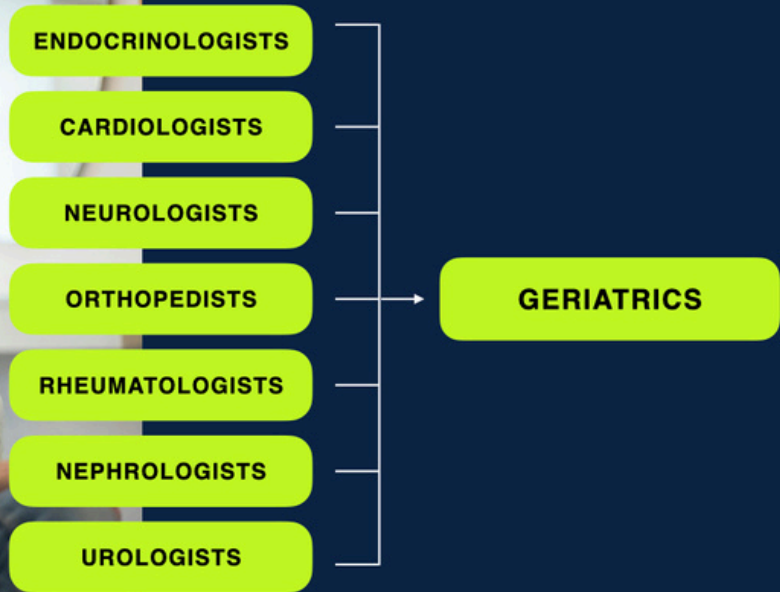 ENDOCRINOLOGISTS
CARDIOLOGISTS
NEUROLOGISTS
ORTHOPEDISTS
GERIATRICS
RHEUMATOLOGISTS
NEPHROLOGISTS
UROLOGISTS